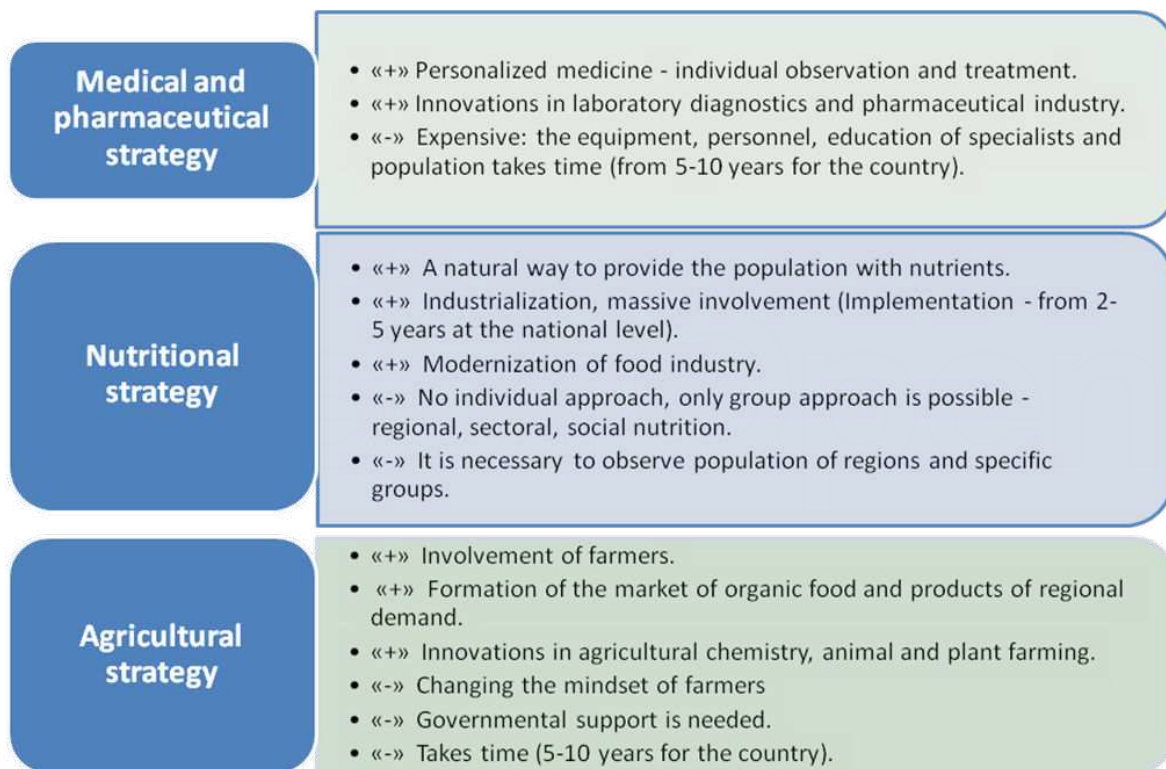 Medical and
pharmaceutical
strategy
• «+» Personalized medicine - individual observation and treatment.
• «+» Innovations in laboratory diagnostics and pharmaceutical industry.
• «-» Expensive: the equipment, personnel, education of specialists and
population takes time (from 5-10 years for the country).
Nutritional
strategy
• «+» A natural way to provide the population with nutrients.
• «+» Industrialization, massive involvement (Implementation - from 2-
5 years at the national level).
• «+» Modernization of food industry.
• «-» No individual approach, only group approach is possible -
regional, sectoral, social nutrition.
• «-» It is necessary to observe population of regions and specific
groups.
Agricultural
strategy
• «+» Involvement of farmers.
• «+» Formation of the market of organic food and products of regional
demand.
• «+» Innovations in agricultural chemistry, animal and plant farming.
• «-» Changing the mindset of farmers
• «-» Governmental support is needed.
• «-» Takes time (5-10 years for the country).